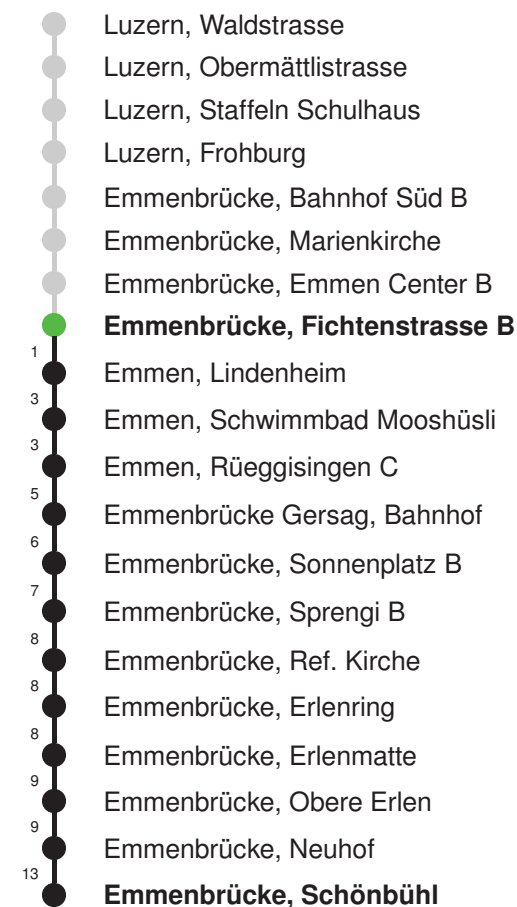 Luzern, Waldstrasse
Luzern, Obermättlistrasse
Luzern, Staffeln Schulhaus
Luzern, Frohburg
Emmenbrücke, Bahnhof Süd B
Emmenbrücke, Marienkirche
Emmenbrücke, Emmen Center B
Emmenbrücke, Fichtenstrasse B
1 Emmen, Lindenheim
3 Emmen, Schwimmbad Mooshüsli
3 Emmen, Rüeggisingen C
5 Emmenbrücke Gersag, Bahnhof
6 Emmenbrücke, Sonnenplatz B
7 Emmenbrücke, Sprengi B
8 Emmenbrücke, Ref. Kirche
8 Emmenbrücke, Erlenring
8 Emmenbrücke, Erlenmatte
9 Emmenbrücke, Obere Erlen
9 Emmenbrücke, Neuhof
13 Emmenbrücke, Schönbühl